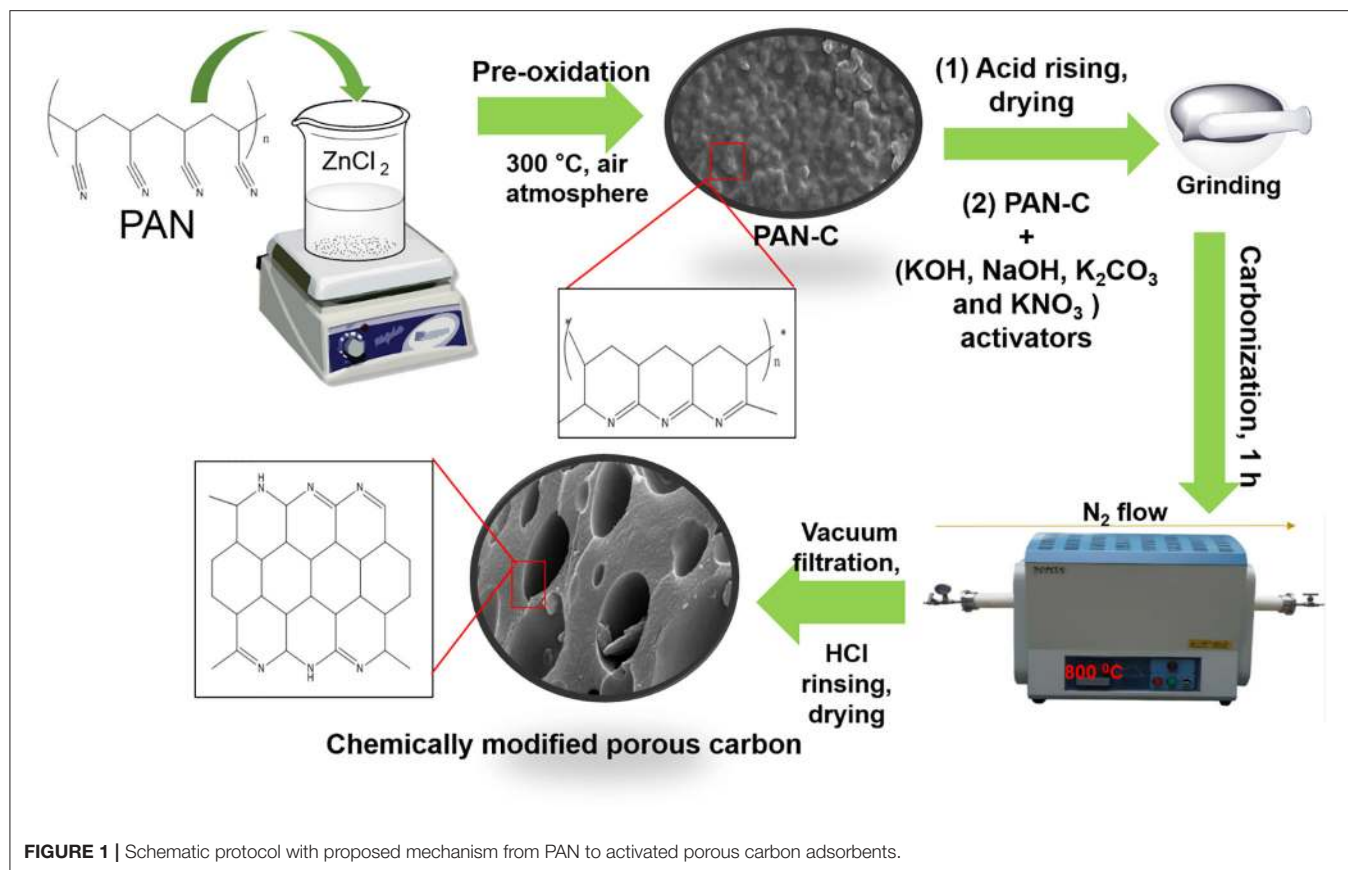 PAN
n
N N N N
ZnCl2
Pre-oxidation
300 °C, air
atmosphere
PAN-C
* *
n
N N N
(1) Acid rising,
drying
(2) PAN-C
+
(KOH, NaOH, K2CO3
and KNO3 )
activators
Grinding
Carbonization, 1 h
N2 flow
800 ⁰C
Vacuum
filtration,
HCl
rinsing,
drying
H
N N N
N N N
H
Chemically modified porous carbon
FIGURE 1 | Schematic protocol with proposed mechanism from PAN to activated porous carbon adsorbents.